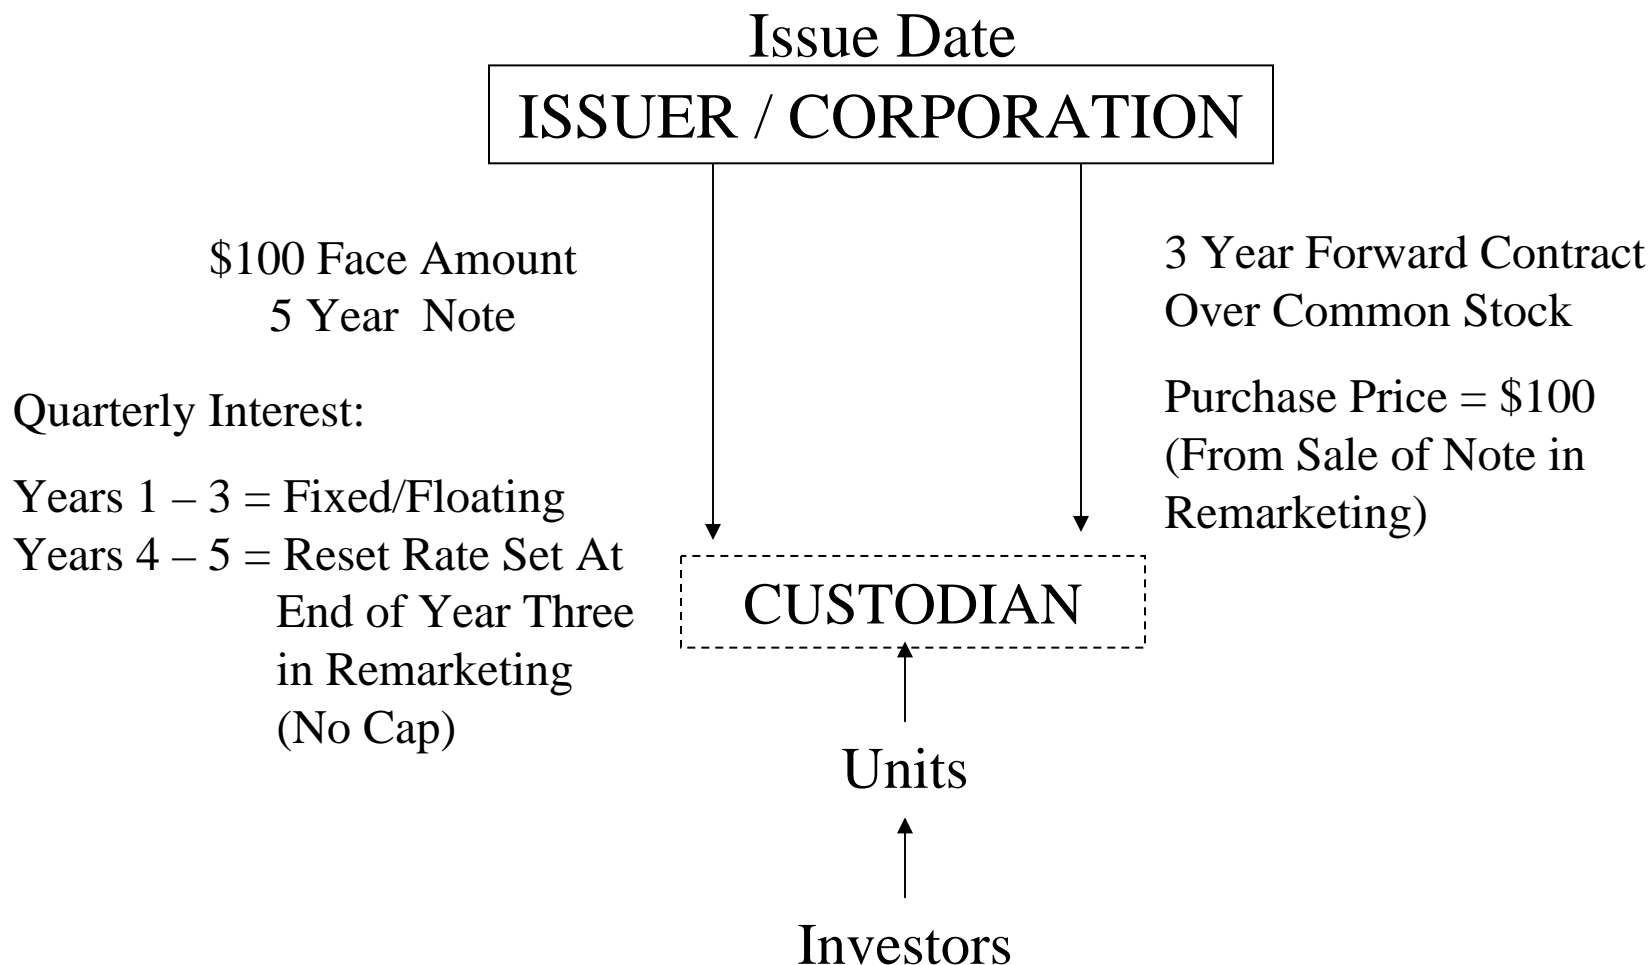 Issue Date
ISSUER / CORPORATION
$100 Face Amount
5 Year Note
Quarterly Interest:
Years 1 – 3 = Fixed/Floating
Years 4 – 5 = Reset Rate Set At
End of Year Three
in Remarketing
(No Cap)
3 Year Forward Contract
Over Common Stock
Purchase Price = $100
(From Sale of Note in
Remarketing)
CUSTODIAN
Units
Investors